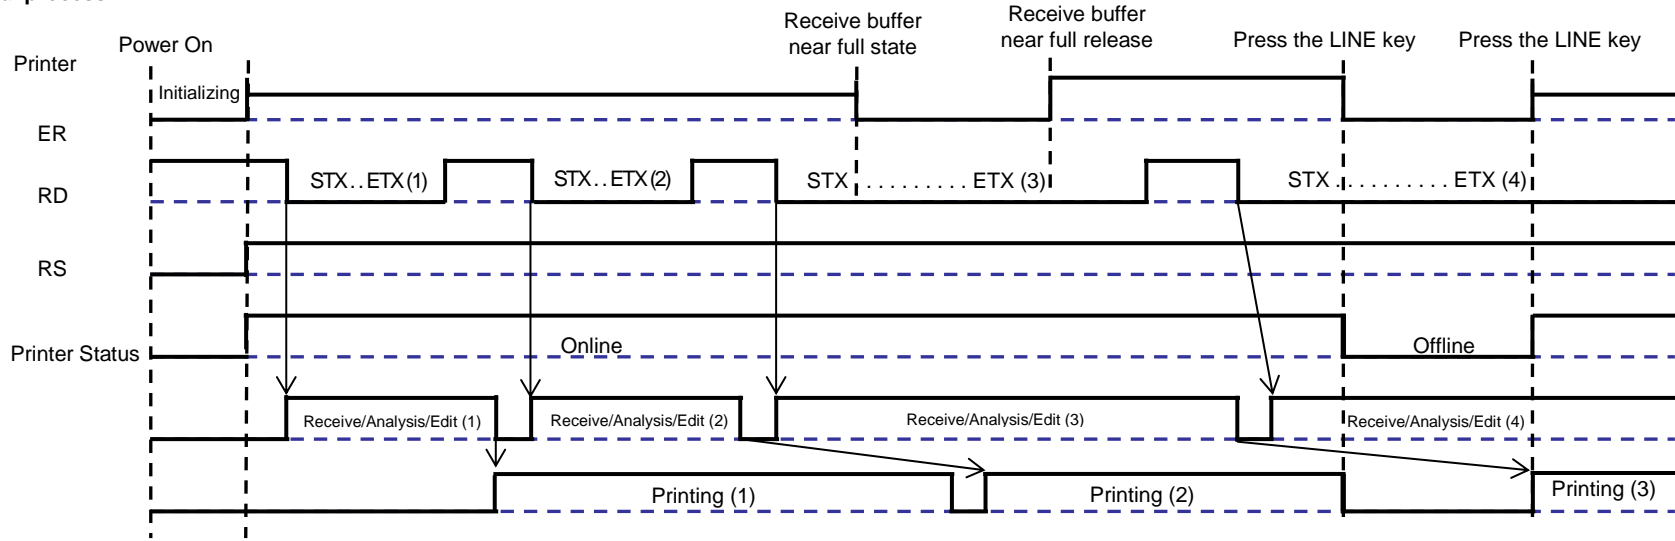 Receive buffer
near full state
Receive buffer
near full release
Power On
Press the LINE key
Press the LINE key
Printer
Initializing
ER
STX..ETX(1)
STX..ETX(2)
STX.........ETX (3)
STX..........ETX (4)
RD
RS
Online
Offline
Printer Status
Receive/Analysis/Edit (1)
Receive/Analysis/Edit (2)
Receive/Analysis/Edit (3)
Receive/Analysis/Edit (4)
Printing (1)
Printing (2)
Printing (3)